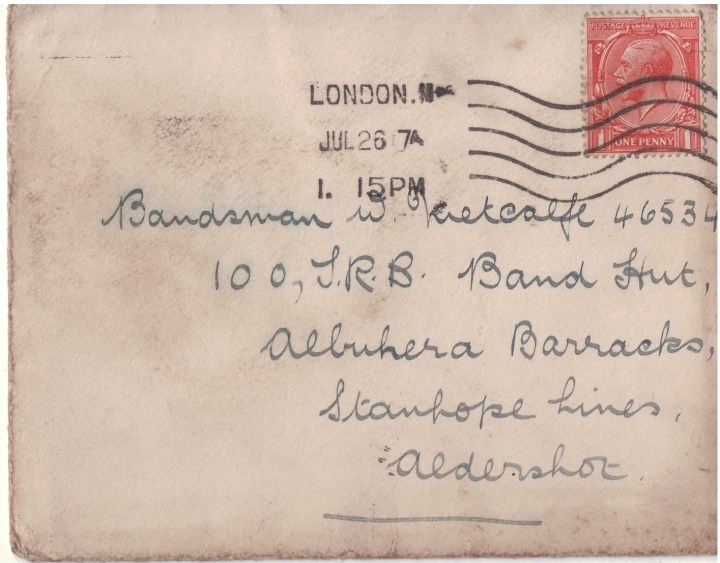 POSTAGE REVENUE
ONE PENNY
LONDON.N
JUL 26 7A
1. 15PM
Bandsman W. Metcalfe 46534
100, T.R.B. Band Hut,
Albuhera Barracks,
Stanhope Lines,
Aldershot.